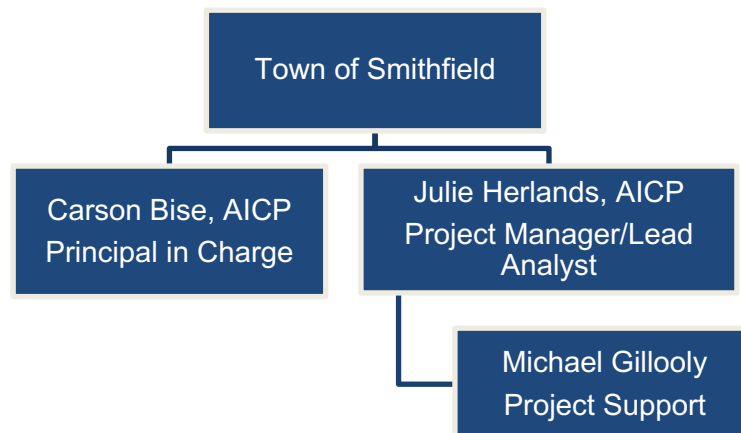 Town of Smithfield
Carson Bise, AICP
Principal in Charge
Julie Herlands, AICP
Project Manager/Lead
Analyst
Michael Gillooly
Project Support